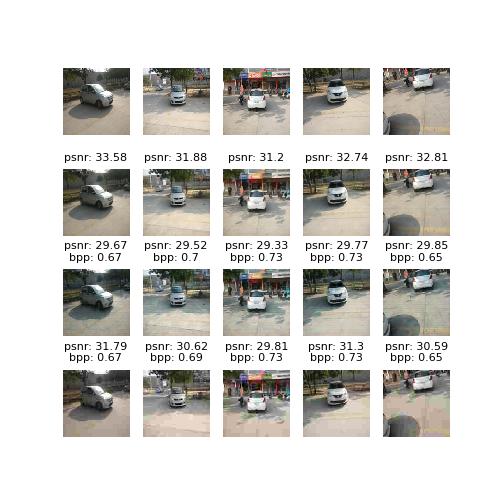 psnr: 33.58 psnr: 31.88 psnr: 31.2 psnr: 32.74 psnr: 32.81
psnr: 29.67 psnr: 29.52 psnr: 29.33 psnr: 29.77 psnr: 29.85
bpp: 0.67 bpp: 0.7 bpp: 0.73 bpp: 0.73 bpp: 0.65
psnr: 31.79 psnr: 30.62 psnr: 29.81 psnr: 31.3 psnr: 30.59
bpp: 0.67 bpp: 0.69 bpp: 0.73 bpp: 0.73 bpp: 0.65